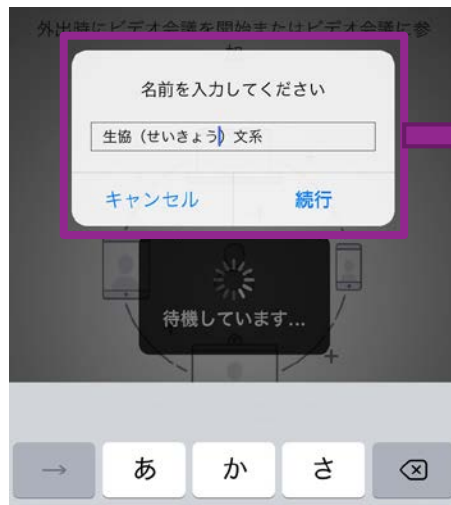 外出時にビデオ会議を開始またはビデオ会議に参
加
名前を入力してください
生協（せいきょう）文系
キャンセル 続行
待機しています...
→ あ か さ